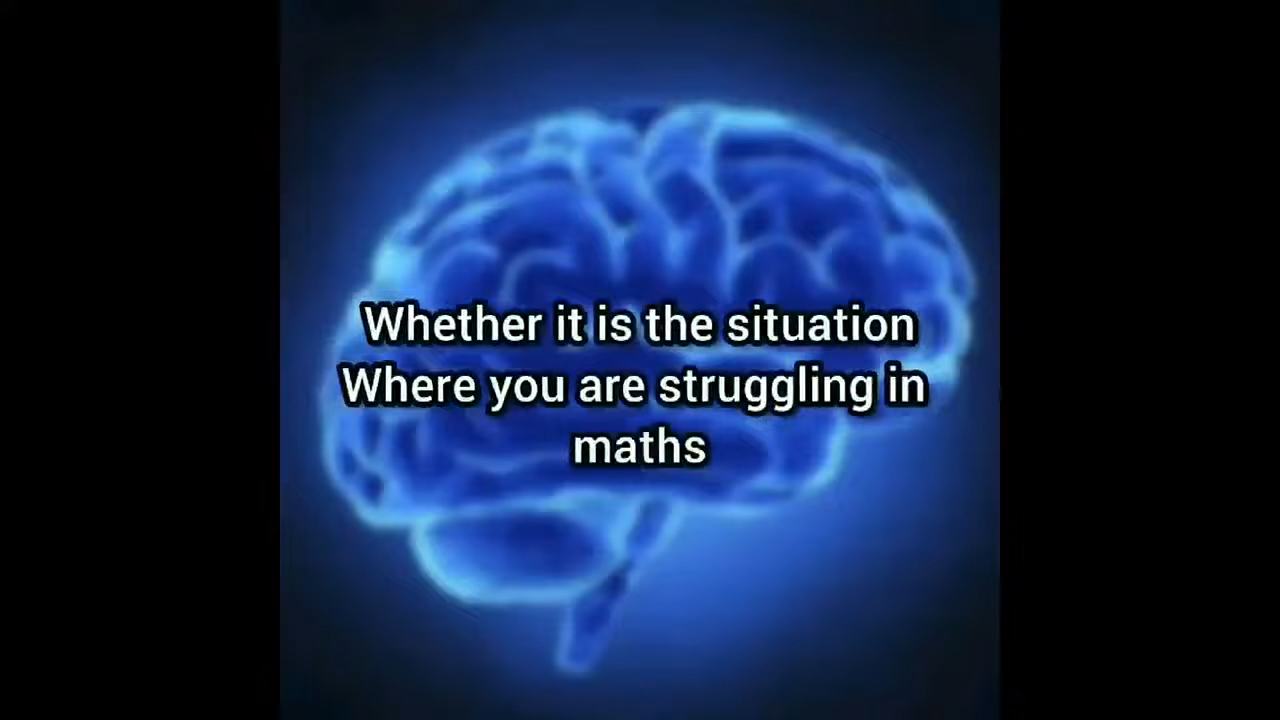 Whether it is the situation
Where you are struggling in
maths